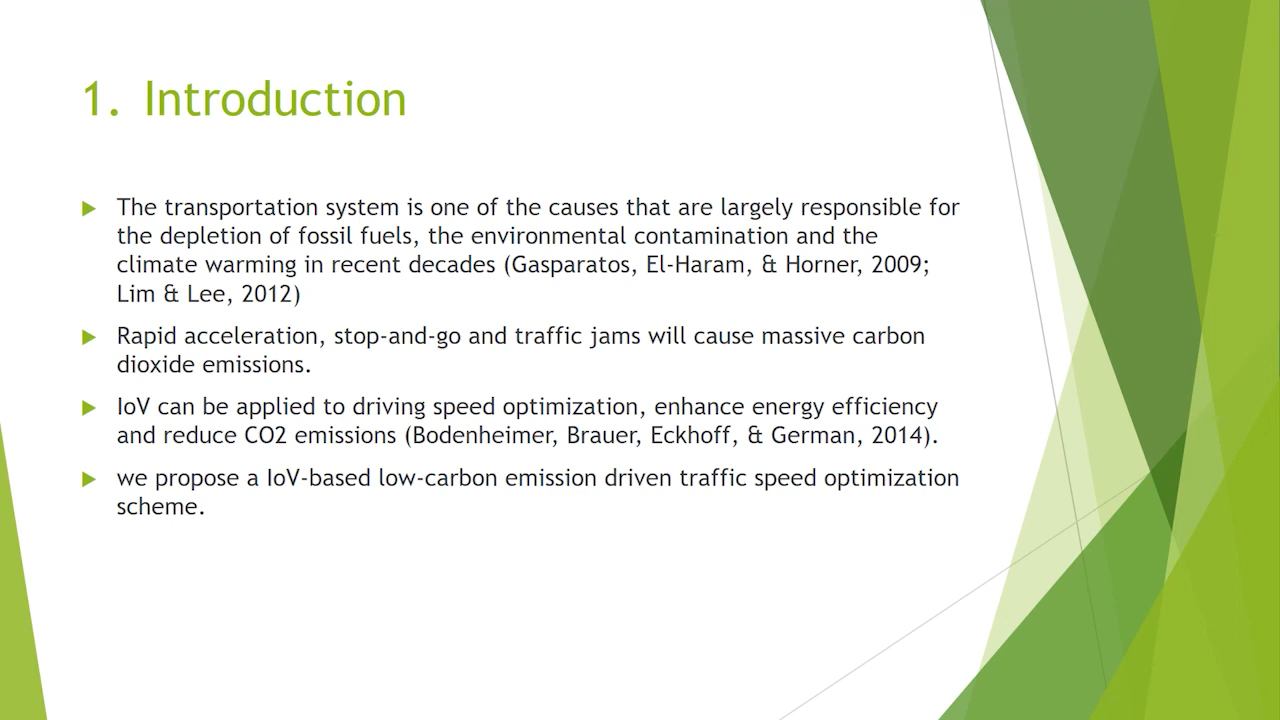 1. Introduction
The transportation system is one of the causes that are largely responsible for
the depletion of fossil fuels, the environmental contamination and the
climate warming in recent decades (Gasparatos, El-Haram, & Horner, 2009;
Lim & Lee, 2012)
Rapid acceleration, stop-and-go and traffic jams will cause massive carbon
dioxide emissions.
IoV can be applied to driving speed optimization, enhance energy efficiency
and reduce CO2 emissions (Bodenheimer, Brauer, Eckhoff, & German, 2014).
we propose a IoV-based low-carbon emission driven traffic speed optimization
scheme.